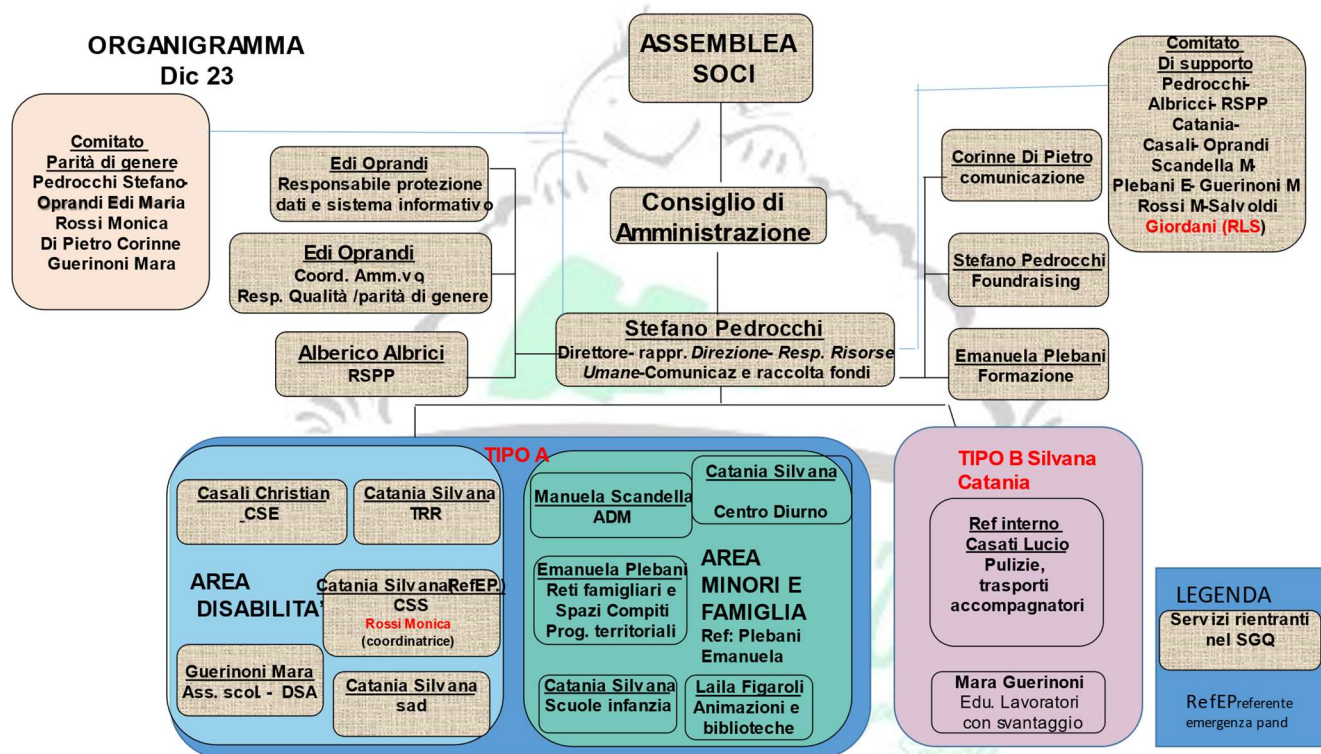 ORGANIGRAMMA
Dic 23
ASSEMBLEA
SOCI
Comitato
Di supporto
Pedrocchi-
Albricci- RSPP
Catania-
Casali- Oprandi
Scandella M-
Plebani E- Guerinoni M
Rossi M-Salvoldi
Giordani (RLS)
Comitato
Parità di genere
Pedrocchi Stefano-
Oprandi Edi Maria
Rossi Monica
Di Pietro Corinne
Guerinoni Mara
Edi Oprandi
Responsabile protezione
dati e sistema informativo
Corinne Di Pietro
comunicazione
Consiglio di
Amministrazione
Edi Oprandi
Coord. Amm.vo,
Resp. Qualità /parità di genere
Stefano Pedrocchi
Foundraising
Alberico Albrici
RSPP
Stefano Pedrocchi
Direttore- rappr. Direzione- Resp. Risorse
Umane-Comunicaz e raccolta fondi
Emanuela Plebani
Formazione
TIPO A
Casali Christian
_CSE
Catania Silvana
TRR
AREA
DISABILITA’
Catania Silvana(RefEP.)
CSS
Rossi Monica
(coordinatrice)
Guerinoni Mara
Ass. scol. - DSA
Catania Silvana
sad
Manuela Scandella
ADM
Catania Silvana
Centro Diurno
Emanuela Plebani
Reti famigliari e
Spazi Compiti
Prog. territoriali
AREA
MINORI E
FAMIGLIA
Ref: Plebani
Emanuela
Catania Silvana
Scuole infanzia
Laila Figaroli
Animazioni e
biblioteche
TIPO B Silvana
Catania
Ref interno
Casati Lucio
Pulizie,
trasporti
accompagnatori
Mara Guerinoni
Edu. Lavoratori
con svantaggio
LEGENDA
Servizi rientranti
nel SGQ
RefEPreferente
emergenza pand